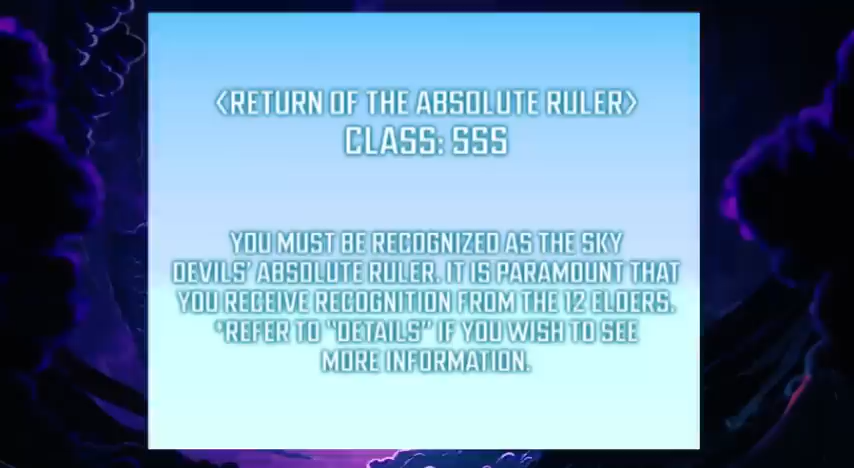 <RETURN OF THE ABSOLUTE RULER>
CLASS: SSS
YOU MUST BE RECOGNIZED AS THE SKY
DEVILS' ABSOLUTE RULER. IT IS PARAMOUNT THAT
YOU RECEIVE RECOGNITION FROM THE 12 ELDERS.
*REFER TO "DETAILS" IF YOU WISH TO SEE
MORE INFORMATION.